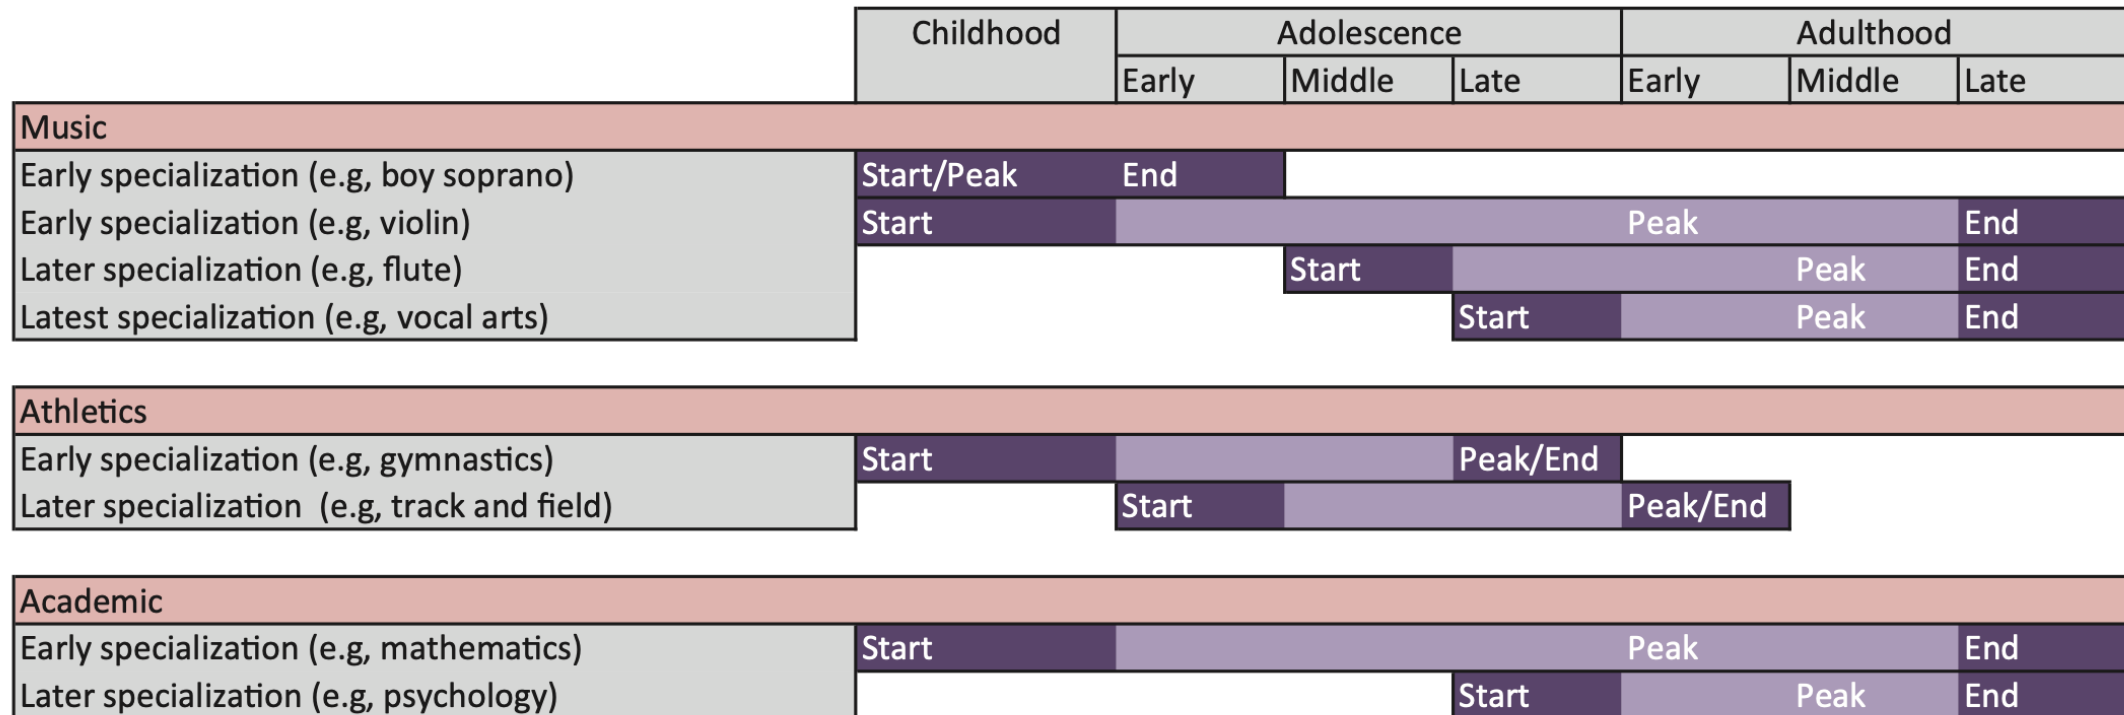 Childhood Adolescence Adulthood
Early Middle Late Early Middle Late
Music
Early specialization (e.g, boy soprano) Start/Peak End
Early specialization (e.g, violin) Start Peak End
Later specialization (e.g, flute) Start Peak End
Latest specialization (e.g, vocal arts) Start Peak End
Athletics
Early specialization (e.g, gymnastics) Start Peak/End
Later specialization  (e.g, track and field) Start Peak/End
Academic
Early specialization (e.g, mathematics) Start Peak End
Later specialization (e.g, psychology) Start Peak End